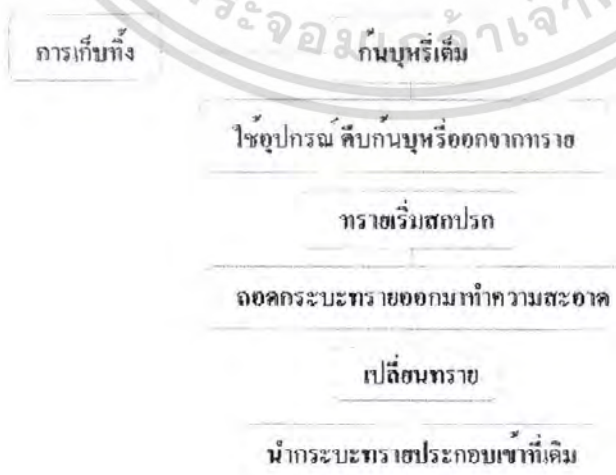 การเก็บทิ้ง
ก้นบุหรี่เต็ม
ใช้อุปกรณ์ คีบก้นบุหรี่ออกจากทราย
ทรายเริ่มสกปรก
ถอดกระบะทรายออกมาทำความสะอาด
เปลี่ยนทราย
นำกระบะทรายประกอบเข้าที่เดิม